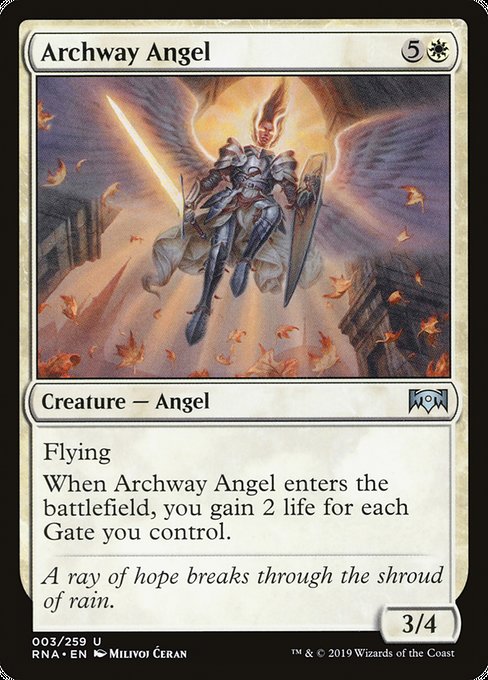 Archway Angel 5
Creature — Angel
Flying
When Archway Angel enters the
battlefield, you gain 2 life for each
Gate you control.
A ray of hope breaks through the shroud
of rain.
3/4
003/259 U
RNA • EN Milivoj Ćeran
™ & © 2019 Wizards of the Coast